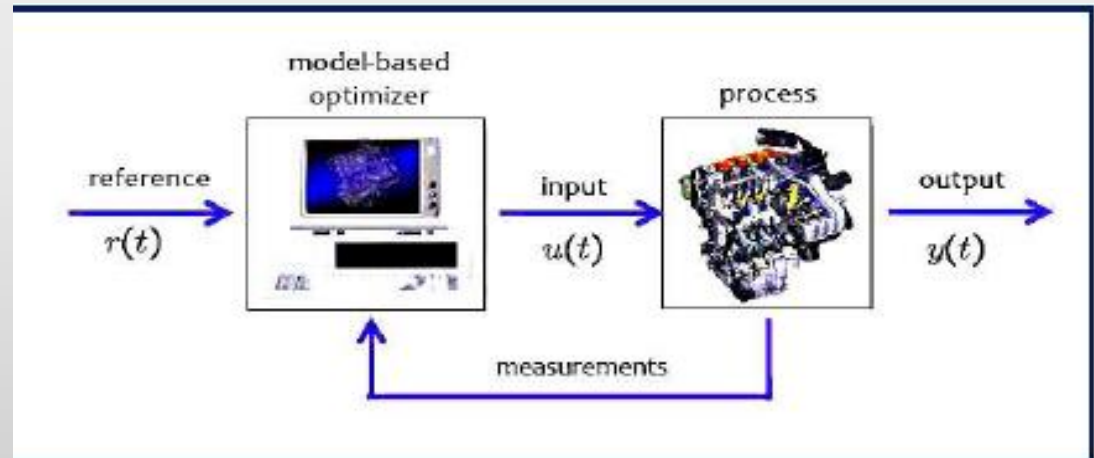 model-based
optimizer
process
reference
r(t)
input
u(t)
output
y(t)
measurements